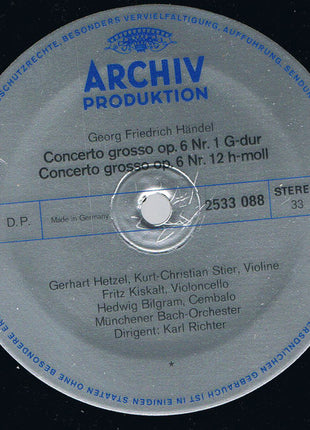 SCHUTZRECHTE, BESONDERS VERVIELFÄLTIGUNG, AUFFÜHRUNG, SENDUNG
ARCHIV
PRODUKTION
Georg Friedrich Händel
Concerto grosso op. 6 Nr. 1 G-dur
Concerto grosso op. 6 Nr. 12 h-moll
D.P.
Made in Germany
2533 088
STEREO
33
Gerhart Hetzel, Kurt-Christian Stier, Violine
Fritz Kiskalt, Violoncello
Hedwig Bilgram, Cembalo
Münchener Bach-Orchester
Dirigent: Karl Richter
*
PERSÖNLICHEN GEBRAUCH IST IN EINIGEN STAATEN OHNE BESONDERE